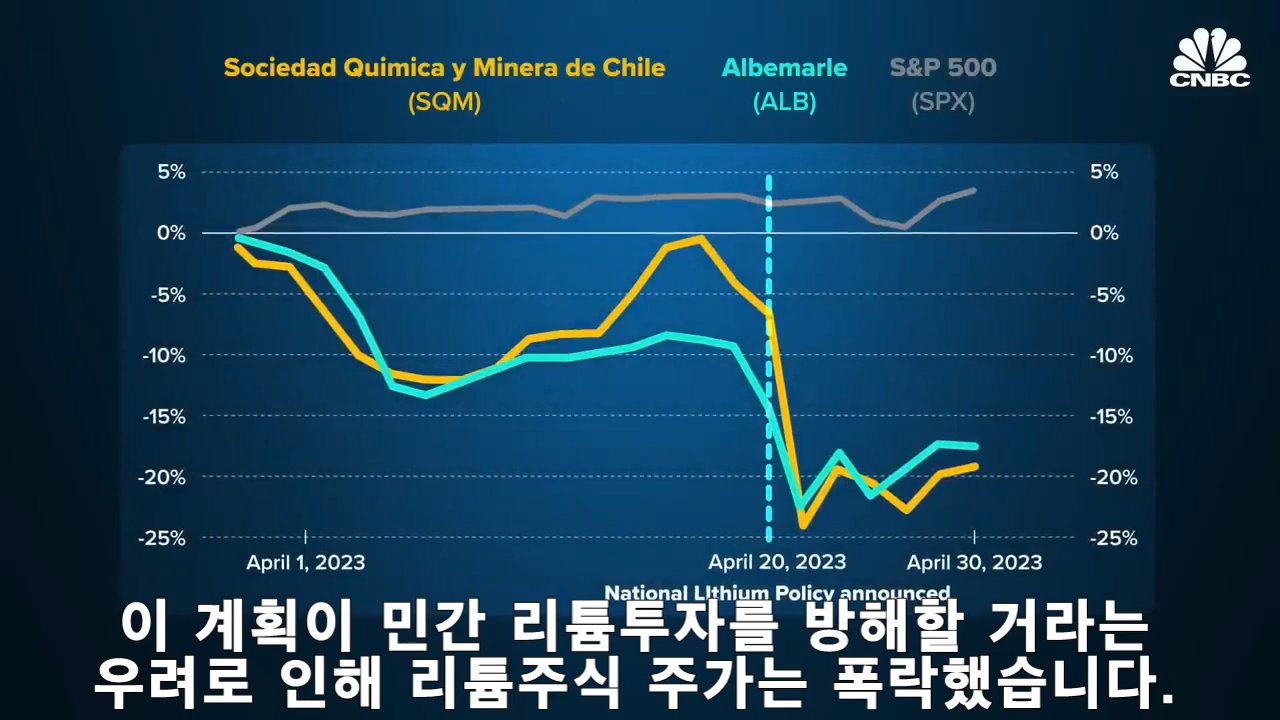 Sociedad Quimica y Minera de Chile
(SQM)
Albemarle
(ALB)
S&P 500
(SPX)
CNBC
5%
0%
-5%
-10%
-15%
-20%
-25%
5%
0%
-5%
-10%
-15%
-20%
-25%
April 1, 2023
April 20, 2023
April 30, 2023
National LIthium Policy announced
이 계획이 민간 리튬투자를 방해할 거라는
우려로 인해 리튬주식 주가는 폭락했습니다.